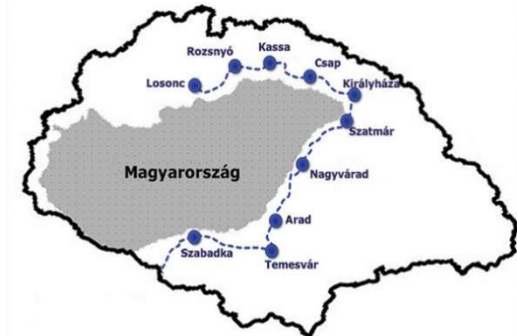 Kassa
Rozsnyó
Csap
Losonc
Királyháza
Szatmár
Magyarország
Nagyvárad
Arad
Szabadka
Temesvár